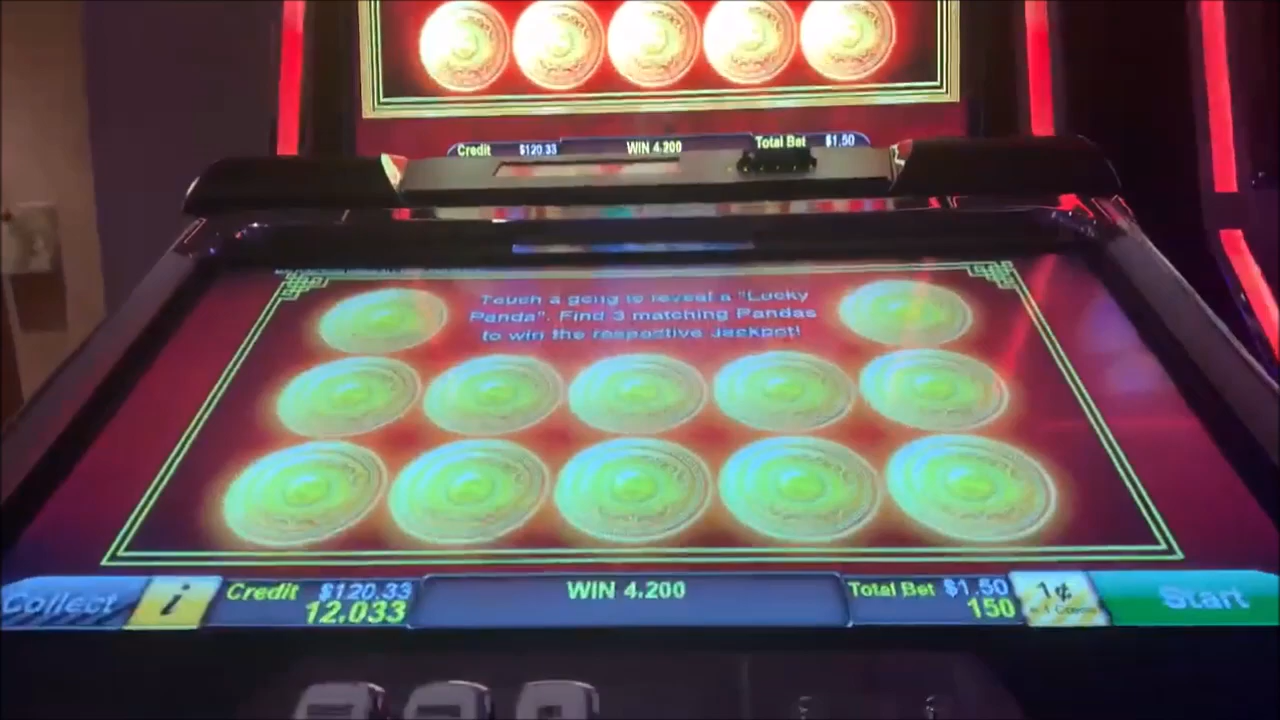 Credit $120.33 WIN 4.200 Total Bet $1.50
Touch a gong to reveal a "Lucky
Panda". Find 3 matching Pandas
to win the respective Jackpot!
Collect i Credit $120.33 WIN 4.200 Total Bet $1.50 1¢ Start
12.033 150